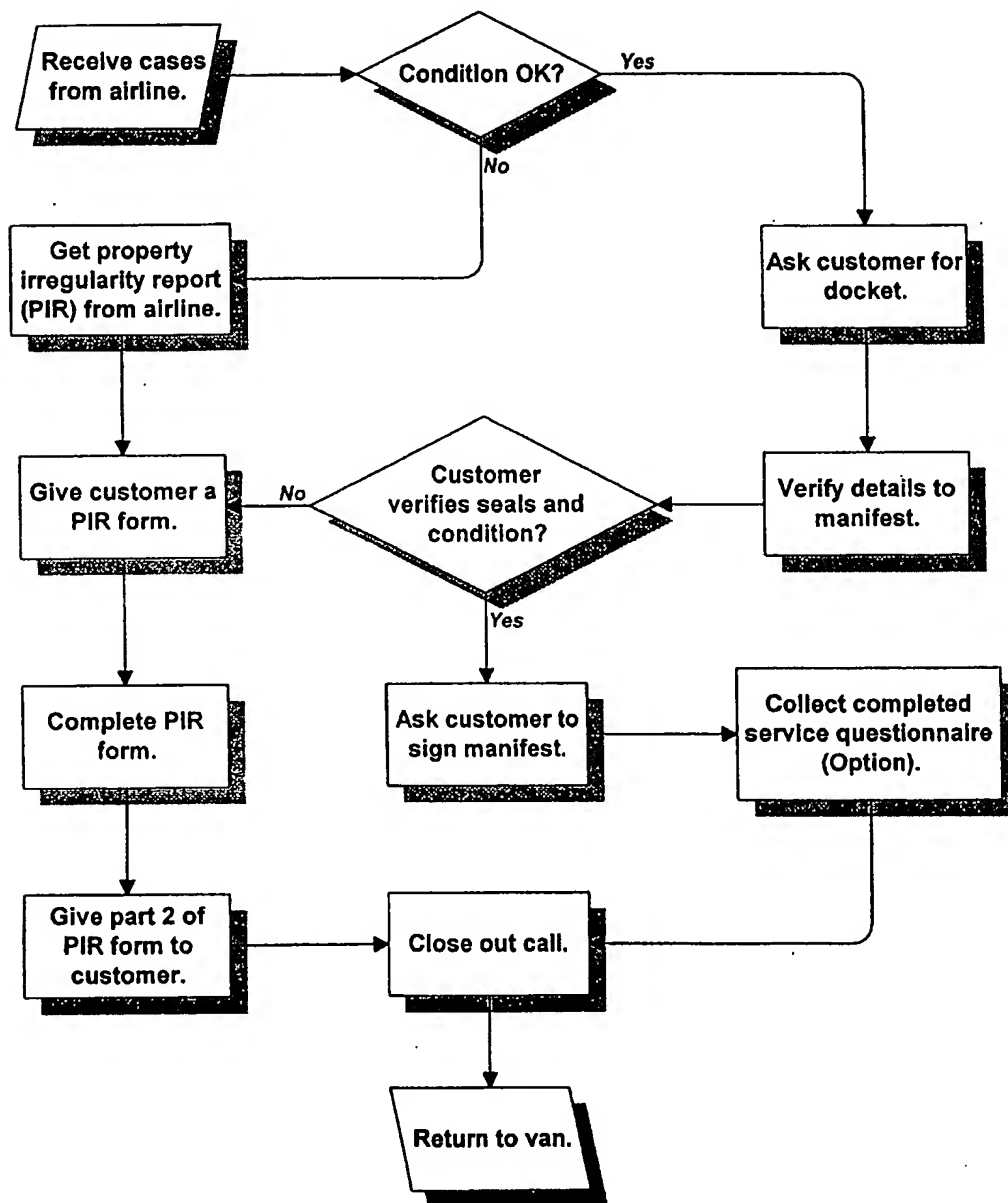 Receive cases
from airline.
Condition OK?
Yes
No
Get property
irregularity report
(PIR) from airline.
Ask customer for
docket.
Give customer a
PIR form.
No
Customer
verifies seals and
condition?
Verify details to
manifest.
Yes
Complete PIR
form.
Ask customer to
sign manifest.
Collect completed
service questionnaire
(Option).
Give part 2 of
PIR form to
customer.
Close out call.
Return to van.